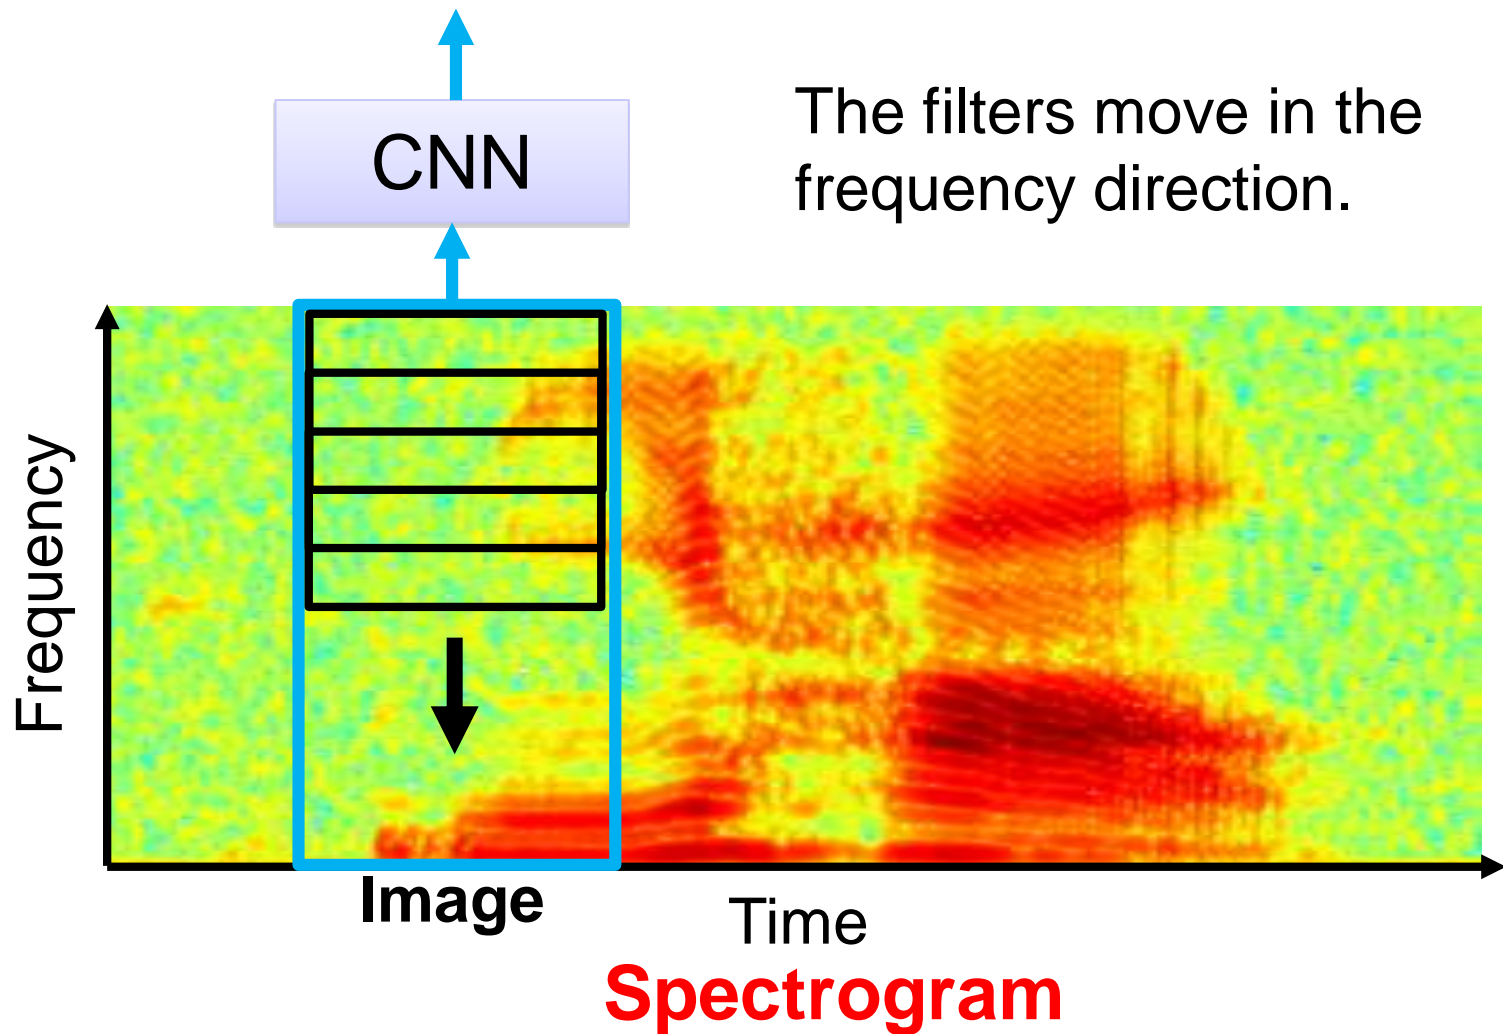 CNN
The filters move in the
frequency direction.
Frequency
Image
Time
Spectrogram